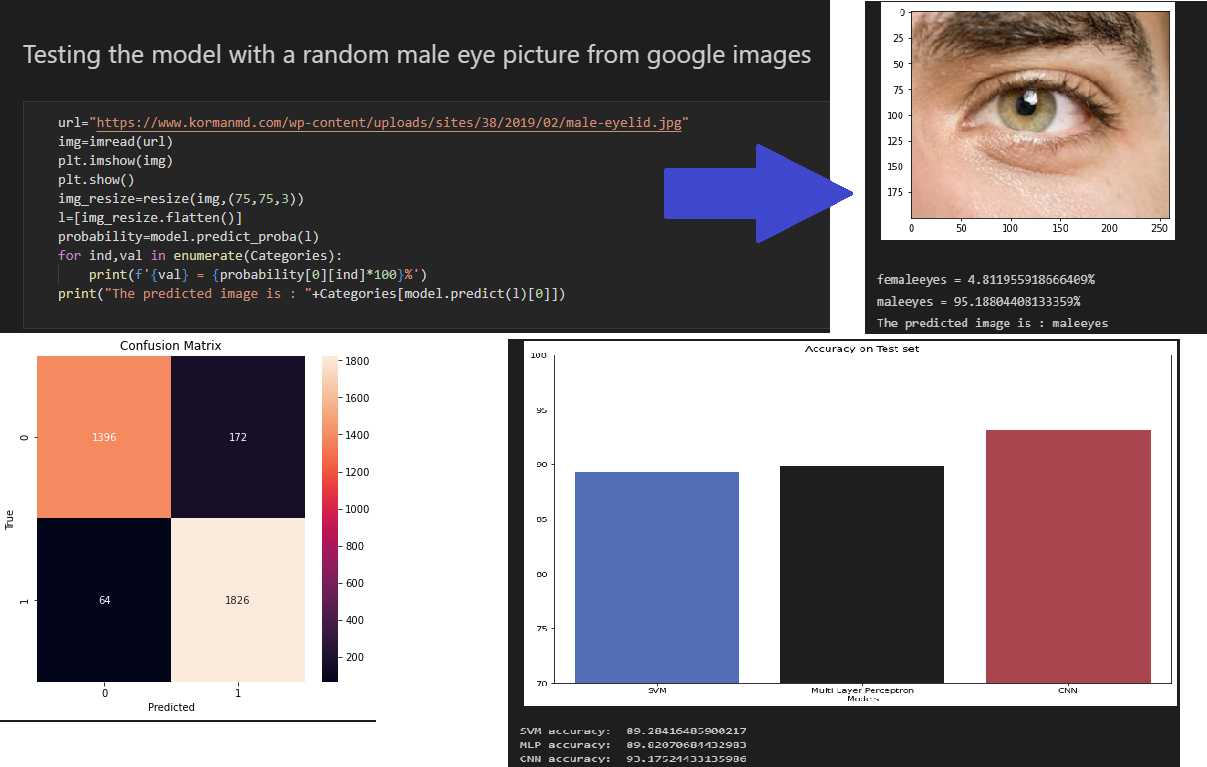 Testing the model with a random male eye picture from google images
url="https://www.kormanmd.com/wp-content/uploads/sites/38/2019/02/male-eyelid.jpg"
img=imread(url)
plt.imshow(img)
plt.show()
img_resize=resize(img,(75,75,3))
l=[img_resize.flatten()]
probability=model.predict_proba(l)
for ind,val in enumerate(Categories):
    print(f'{val} = {probability[0][ind]*100}%')
print("The predicted image is : "+Categories[model.predict(l)[0]])
0
25
50
75
100
125
150
175
0 50 100 150 200 250
femaleeyes = 4.811955918666409%
maleeyes = 95.18804408133359%
The predicted image is : maleeyes
Confusion Matrix
True
0
1
1396 172
64 1826
0 1
Predicted
1800
1600
1400
1200
1000
800
600
400
200
Accuracy on Test set
100
95
90
85
80
75
70
SVM Multi Layer Perceptron CNN
Models
SVM accuracy: 89.28416485900217
MLP accuracy: 89.82070684432983
CNN accuracy: 93.17524433135986